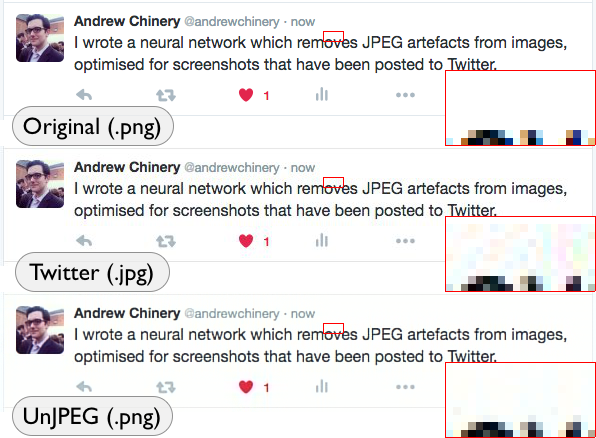 Andrew Chinery @andrewchinery · now
I wrote a neural network which removes JPEG artefacts from images,
optimised for screenshots that have been posted to Twitter.
1
Original (.png)
Andrew Chinery @andrewchinery · now
I wrote a neural network which removes JPEG artefacts from images,
optimised for screenshots that have been posted to Twitter.
1
Twitter (.jpg)
Andrew Chinery @andrewchinery · now
I wrote a neural network which removes JPEG artefacts from images,
optimised for screenshots that have been posted to Twitter.
1
UnJPEG (.png)